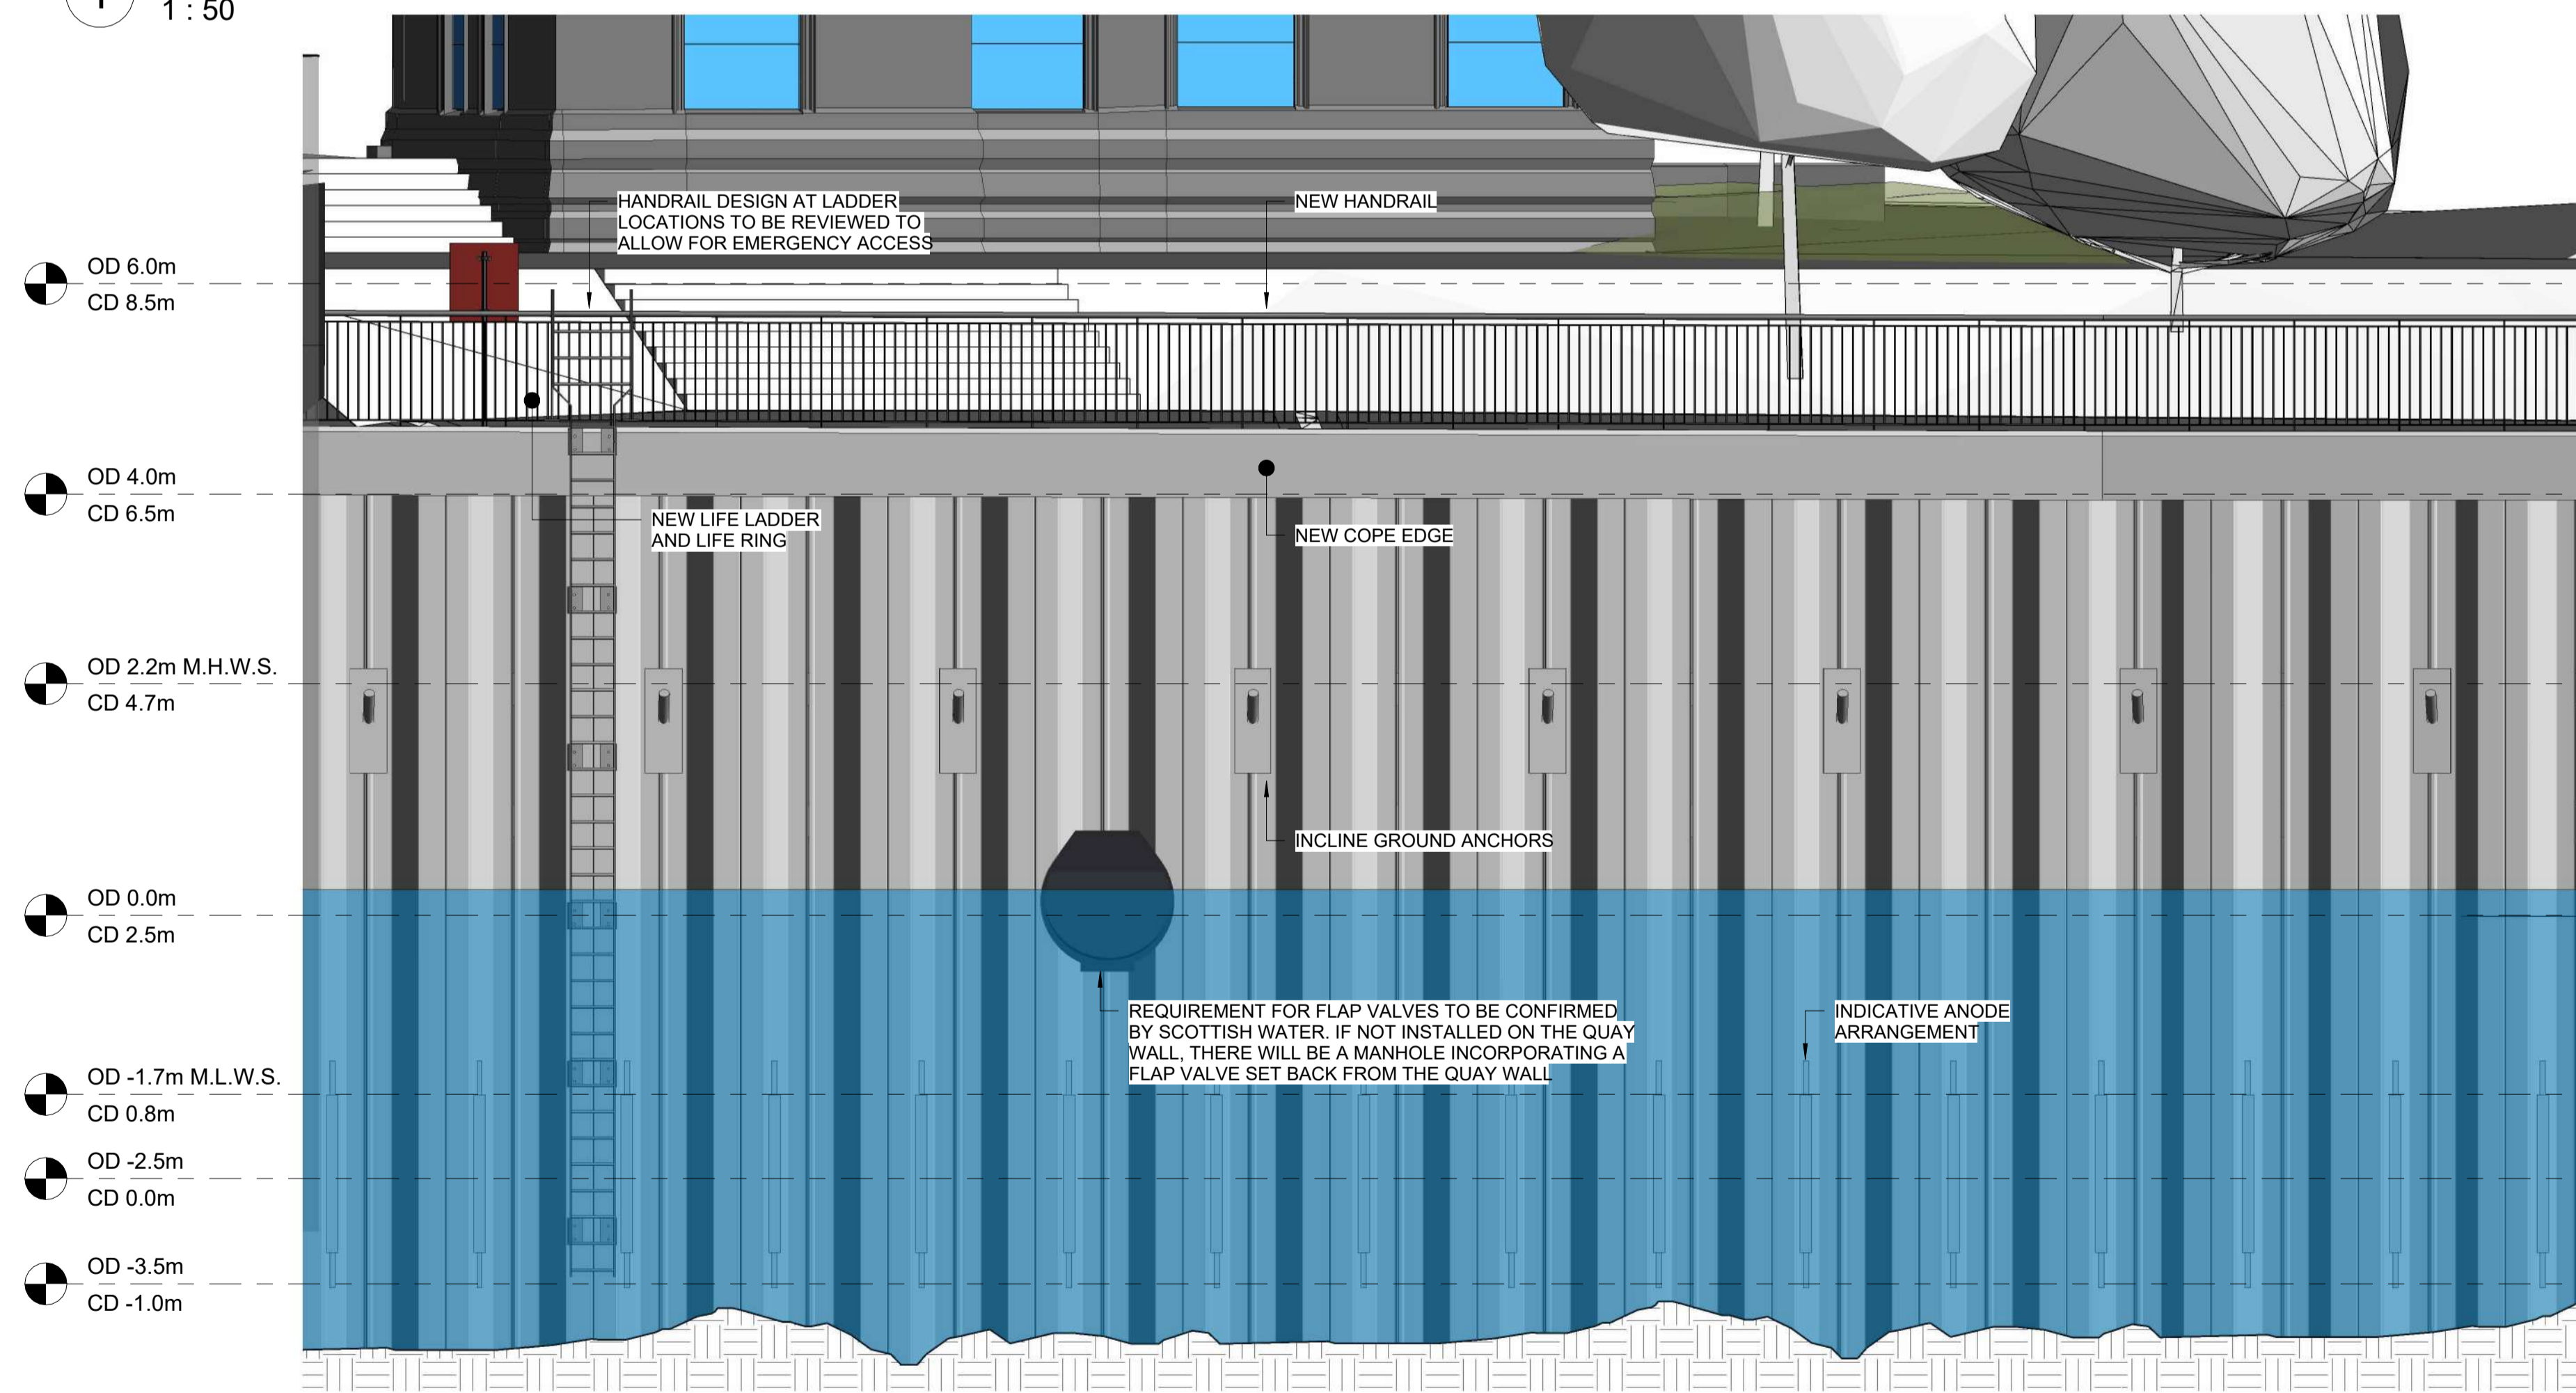 1 : 50
HANDRAIL DESIGN AT LADDER
LOCATIONS TO BE REVIEWED TO
ALLOW FOR EMERGENCY ACCESS
NEW HANDRAIL
OD 6.0m
CD 8.5m
OD 4.0m
CD 6.5m
NEW LIFE LADDER
AND LIFE RING
NEW COPE EDGE
OD 2.2m M.H.W.S.
CD 4.7m
INCLINE GROUND ANCHORS
OD 0.0m
CD 2.5m
REQUIREMENT FOR FLAP VALVES TO BE CONFIRMED
BY SCOTTISH WATER. IF NOT INSTALLED ON THE QUAY
WALL, THERE WILL BE A MANHOLE INCORPORATING A
FLAP VALVE SET BACK FROM THE QUAY WALL
INDICATIVE ANODE
ARRANGEMENT
OD -1.7m M.L.W.S.
CD 0.8m
OD -2.5m
CD 0.0m
OD -3.5m
CD -1.0m